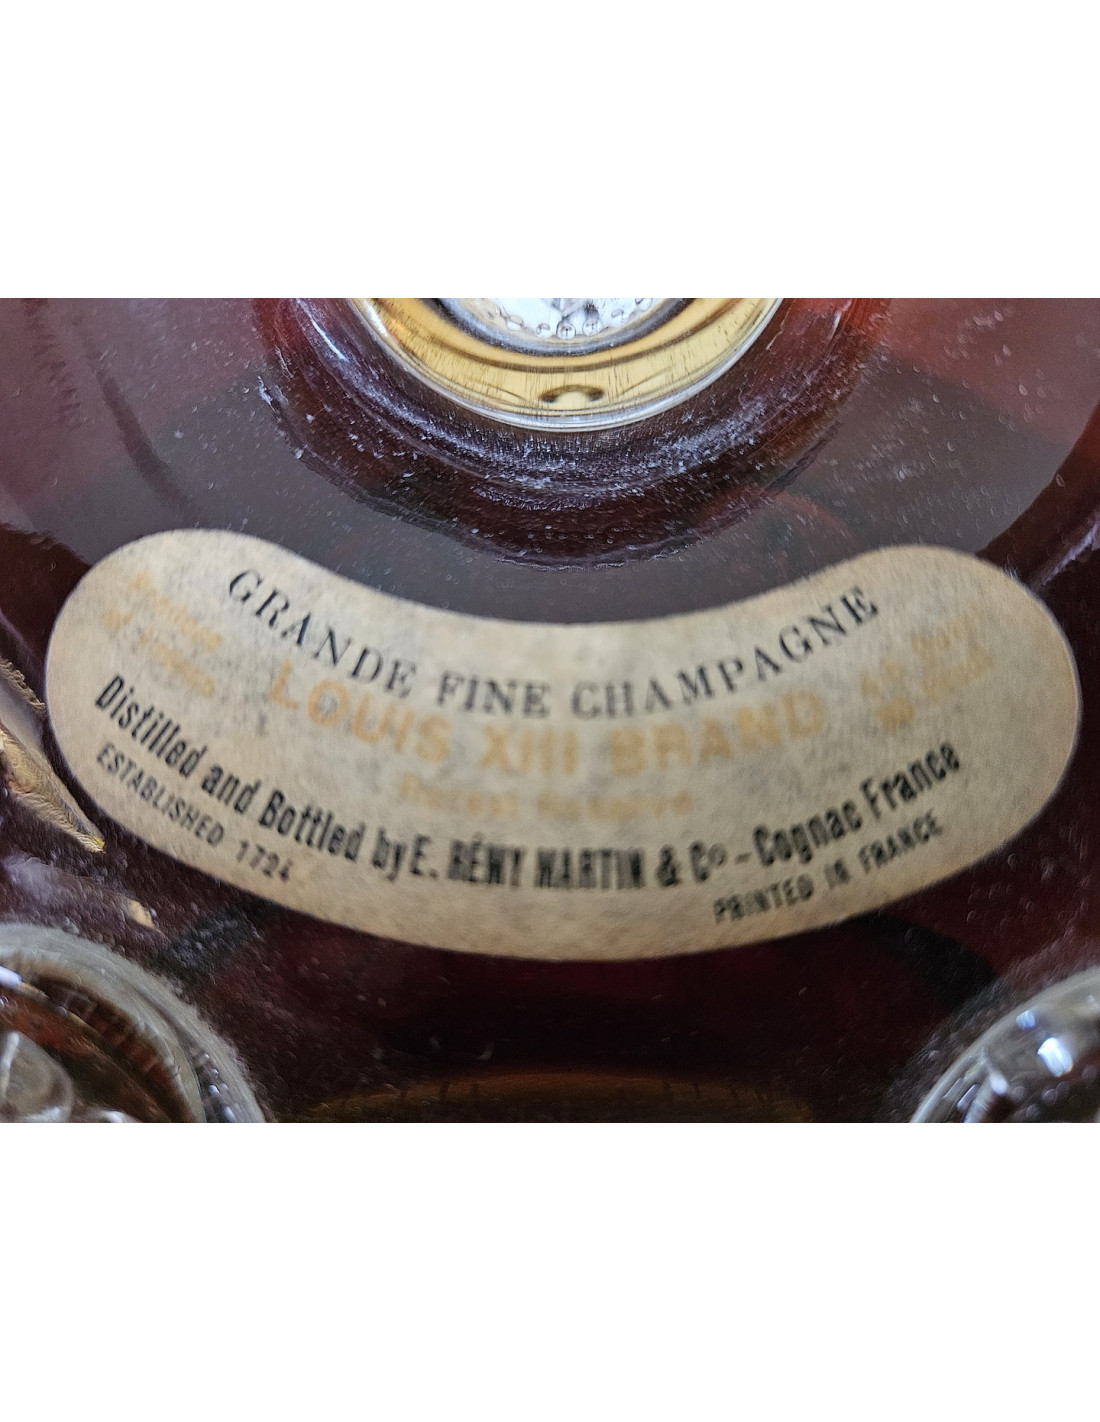 GRANDE FINE CHAMPAGNE
LOUIS XIII BRAND
Distilled and Bottled by E. RÉMY MARTIN & Cº - Cognac France
ESTABLISHED 1724
PRINTED IN FRANCE